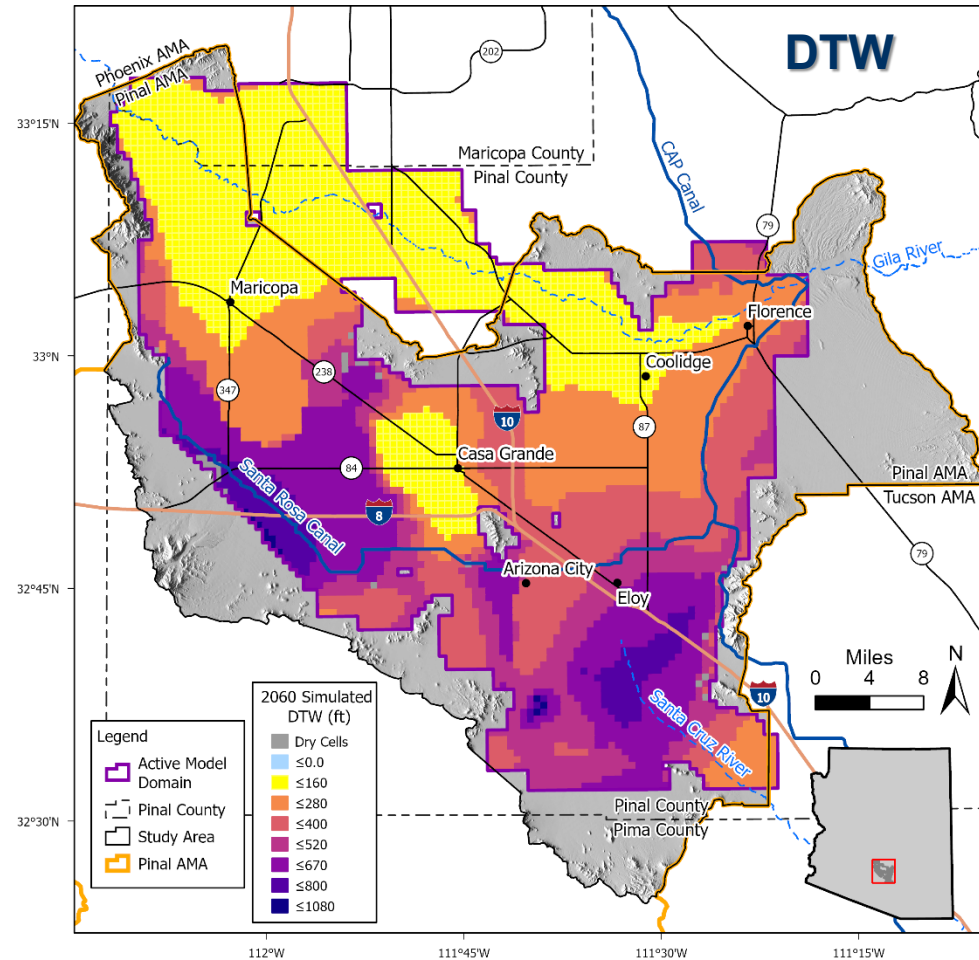 DTW
Phoenix AMA
Pinal AMA
202
33°15'N
Maricopa County
Pinal County
CAP Canal
79
Gila River
Maricopa
Florence
33°N
Coolidge
238
347
10
87
Casa Grande
84
Pinal AMA
Tucson AMA
Santa Rosa Canal
8
79
32°45'N
Arizona City
Eloy
Miles
N
0 4 8
10
Santa Cruz River
2060 Simulated
DTW (ft)
Dry Cells
≤0.0
≤160
≤280
≤400
≤520
≤670
≤800
≤1080
Legend
Active Model
Domain
Pinal County
Study Area
Pinal AMA
Pinal County
Pima County
32°30'N
112°W
111°45'W
111°30'W
111°15'W